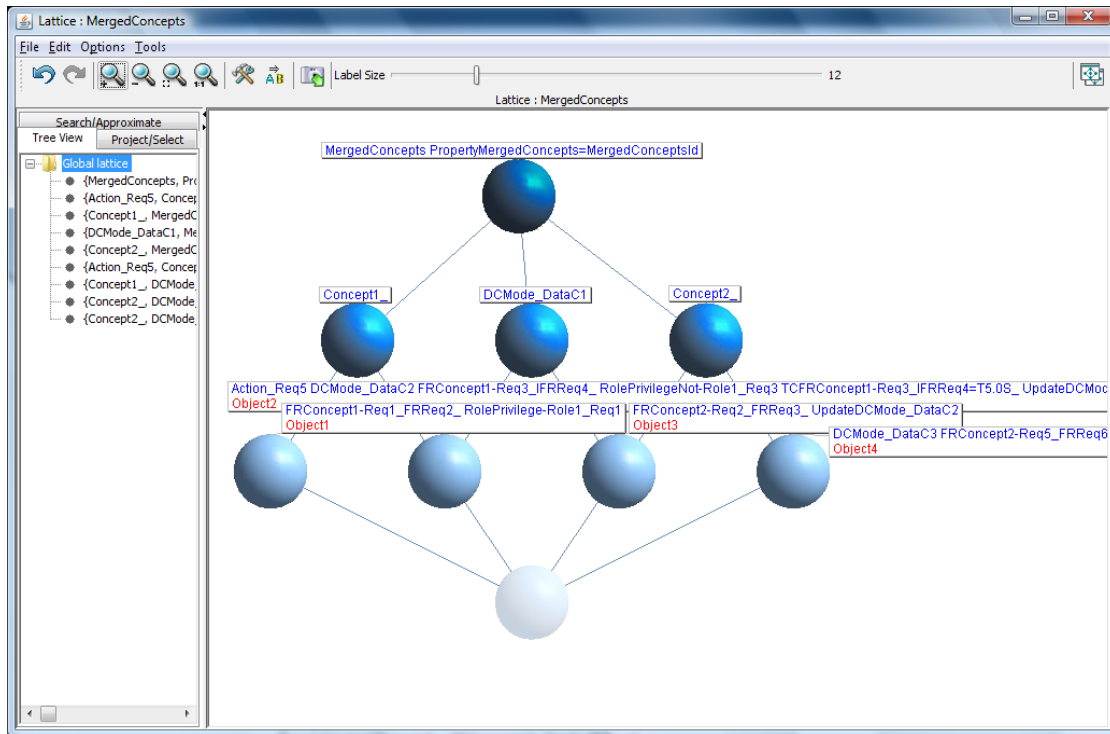 Lattice : MergedConcepts
File Edit Options Tools
Label Size 12
Lattice : MergedConcepts
Search/Approximate
Tree View Project/Select
Global lattice
{MergedConcepts, Pro
{Action_Req5, Concep
{Concept1_, MergedC
{DCMode_DataC1, Me
{Concept2_, MergedC
{Action_Req5, Concep
{Concept1_, DCMode_
{Concept2_, DCMode_
{Concept2_, DCMode_
MergedConcepts PropertyMergedConcepts=MergedConceptsId
Concept1_ DCMode_DataC1 Concept2_
Action_Req5 DCMode_DataC2 FRConcept1-Req3_IFRReq4_ RolePrivilegeNot-Role1_Req3 TCFRConcept1-Req3_IFRReq4=T5.0S_ UpdateDCMod
Object2
FRConcept1-Req1_FRReq2_ RolePrivilege-Role1_Req1
Object1
FRConcept2-Req2_FRReq3_ UpdateDCMode_DataC2
Object3
DCMode_DataC3 FRConcept2-Req5_FRReq6
Object4